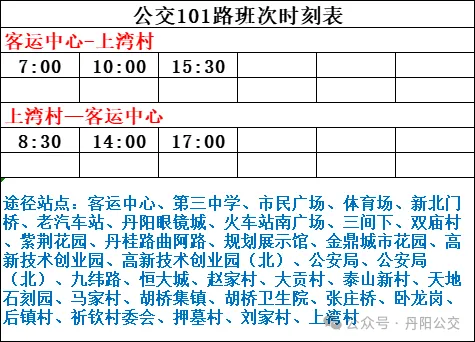 公交101路班次时刻表
客运中心-上湾村
7:00 10:00 15:30
上湾村—客运中心
8:30 14:00 17:00
途径站点：客运中心、第三中学、市民广场、体育场、新北门
桥、老汽车站、丹阳眼镜城、火车站南广场、三间下、双庙村
、紫荆花园、丹桂路曲阿路、规划展示馆、金鼎城市花园、高
新技术创业园、高新技术创业园（北）、公安局、公安局
（北）、九纬路、恒大城、赵家村、大贡村、泰山新村、天地
石刻园、马家村、胡桥集镇、胡桥卫生院、张庄桥、卧龙岗、
后镇村、祈钦村委会、押墓村、刘家村、上湾村
公众号 · 丹阳公交